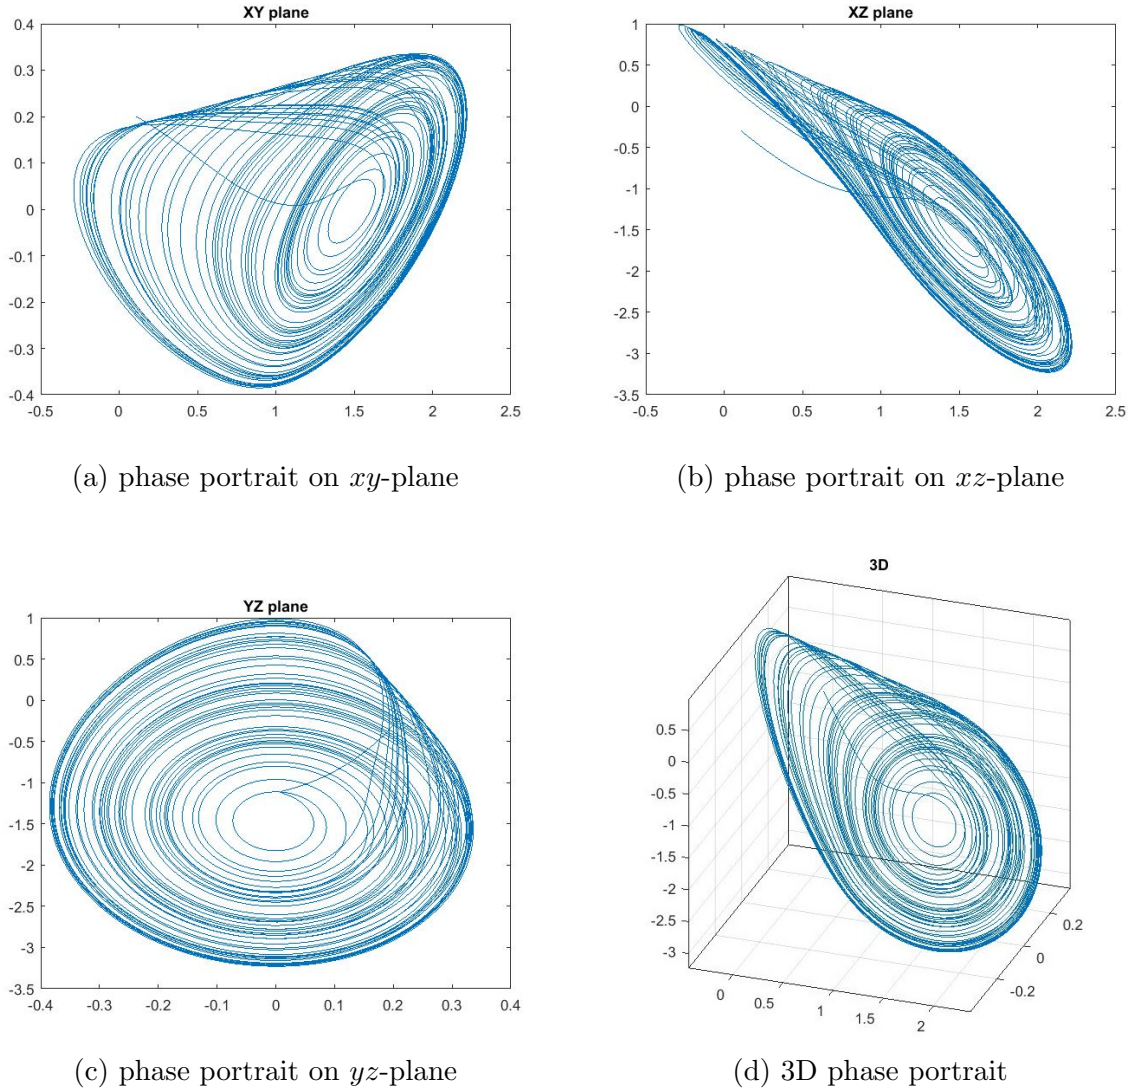 XY plane
0.4
0.3
0.2
0.1
0
-0.1
-0.2
-0.3
-0.4
-0.5 0 0.5 1 1.5 2 2.5
(a) phase portrait on xy-plane
XZ plane
1
0.5
0
-0.5
-1
-1.5
-2
-2.5
-3
-3.5
-0.5 0 0.5 1 1.5 2 2.5
(b) phase portrait on xz-plane
YZ plane
1
0.5
0
-0.5
-1
-1.5
-2
-2.5
-3
-3.5
-0.4 -0.3 -0.2 -0.1 0 0.1 0.2 0.3 0.4
(c) phase portrait on yz-plane
3D
0.5
0
-0.5
-1
-1.5
-2
-2.5
-3
0 0.5 1 1.5 2
-0.2 0 0.2
(d) 3D phase portrait